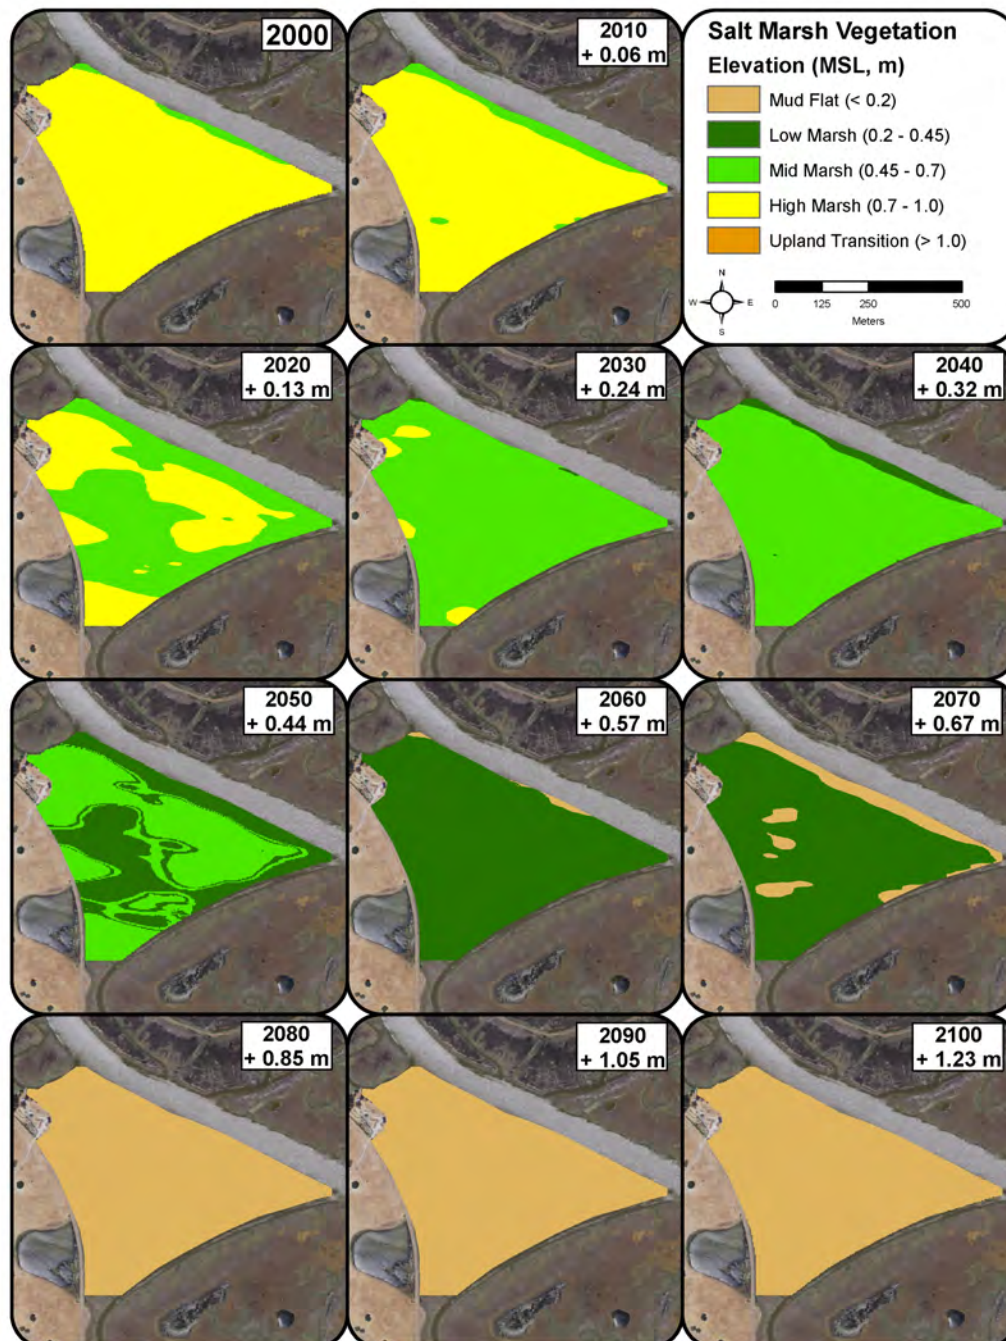 2000
2010
+ 0.06 m
Salt Marsh Vegetation
Elevation (MSL, m)
Mud Flat (< 0.2)
Low Marsh (0.2 - 0.45)
Mid Marsh (0.45 - 0.7)
High Marsh (0.7 - 1.0)
Upland Transition (> 1.0)
N
W E
S
0 125 250 500
Meters
2020
+ 0.13 m
2030
+ 0.24 m
2040
+ 0.32 m
2050
+ 0.44 m
2060
+ 0.57 m
2070
+ 0.67 m
2080
+ 0.85 m
2090
+ 1.05 m
2100
+ 1.23 m